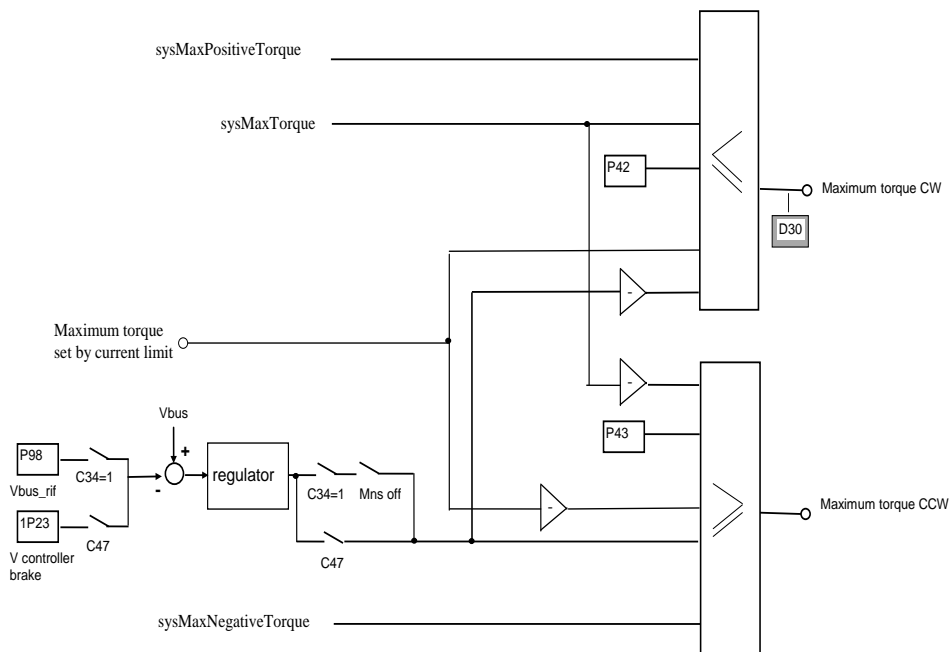 sysMaxPositiveTorque
sysMaxTorque
P42
Maximum torque CW
D30
-
Maximum torque
set by current limit
-
Vbus
P43
+
P98
C34=1
-
regulator
C34=1
Mns off
-
Maximum torque CCW
Vbus_rif
1P23
C47
C47
V controller
brake
sysMaxNegativeTorque